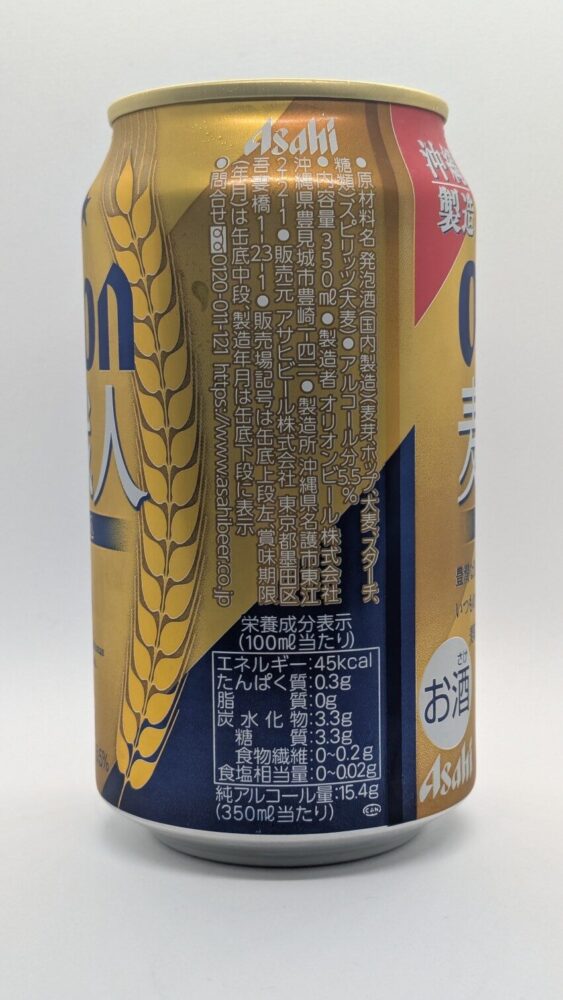 Asahi
●原材料名 発泡酒(国内製造)(麦芽、ホップ、大麦、スターチ、
糖類)、スピリッツ(大麦)●アルコール分5.5%
●内容量 350ml●製造者 オリオンビール株式会社
沖縄県豊見城市豊崎1-411●製造所 沖縄県名護市東江
2-2-1●販売元 アサヒビール株式会社 東京都墨田区
吾妻橋1-23-1●販売場記号は缶底上段左、賞味期限
(年/月)は缶底中段、製造年月は缶底下段に表示
●問合せ 0120-011-121 https://www.asahibeer.co.jp
栄養成分表示
(100ml当たり)
エネルギー:45kcal
たんぱく質:0.3g
脂質:0g
炭水化物:3.3g
糖質:3.3g
食物繊維:0~0.2g
食塩相当量:0~0.02g
純アルコール量:15.4g
(350ml当たり)
on
人
沖
製造
麦
いつも
さけ
お酒
Asahi